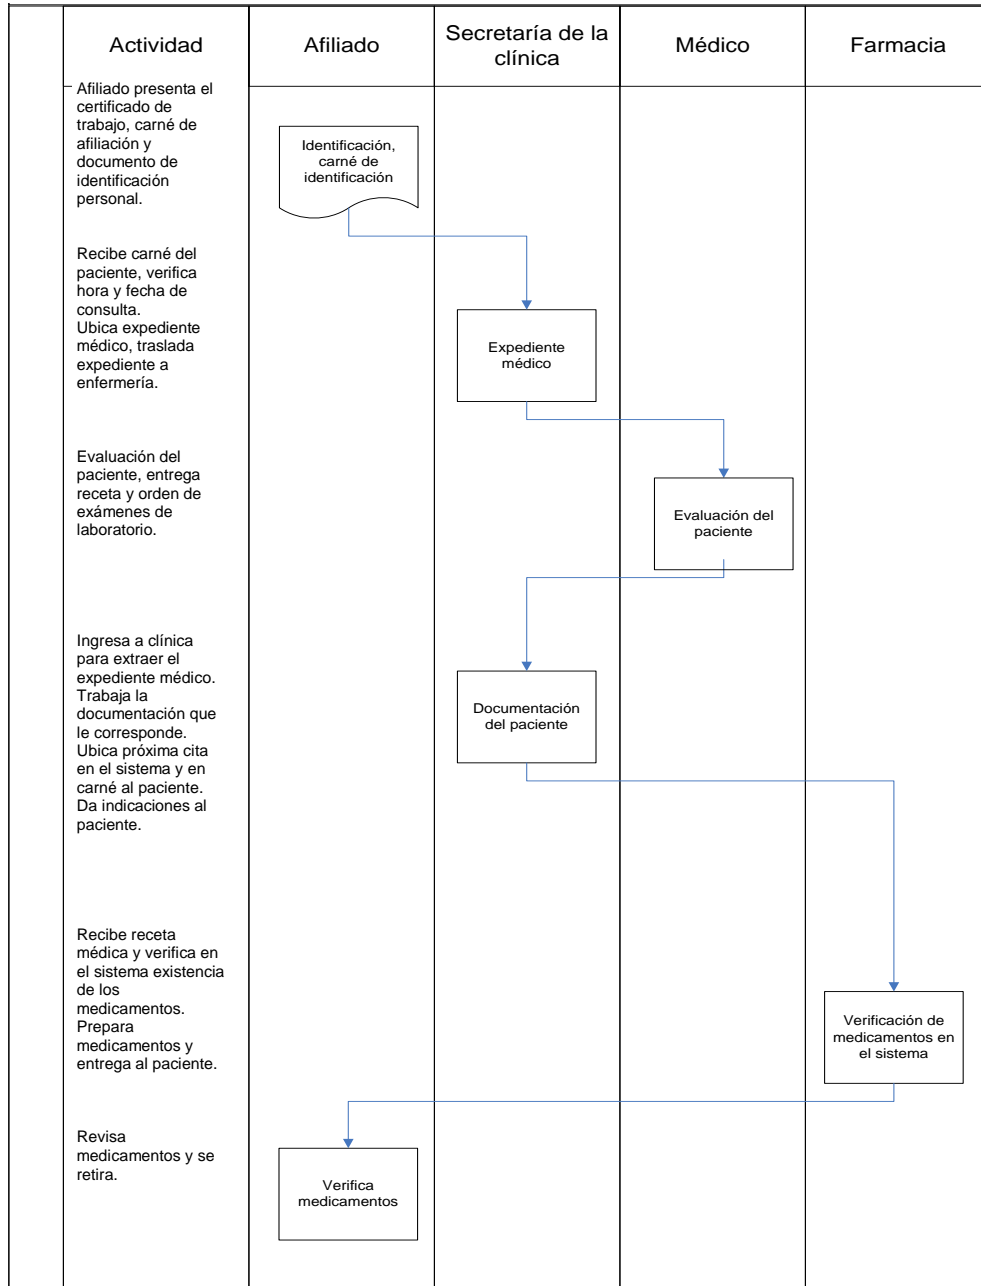 Actividad
Afiliado
Secretaría de la
clínica
Médico
Farmacia
Afiliado presenta el
certificado de
trabajo, carné de
afiliación y
documento de
identificación
personal.
Identificación,
carné de
identificación
Recibe carné del
paciente, verifica
hora y fecha de
consulta.
Ubica expediente
médico, traslada
expediente a
enfermería.
Expediente
médico
Evaluación del
paciente, entrega
receta y orden de
exámenes de
laboratorio.
Evaluación del
paciente
Ingresa a clínica
para extraer el
expediente médico.
Trabaja la
documentación que
le corresponde.
Ubica próxima cita
en el sistema y en
carné al paciente.
Da indicaciones al
paciente.
Documentación
del paciente
Recibe receta
médica y verifica en
el sistema existencia
de los
medicamentos.
Prepara
medicamentos y
entrega al paciente.
Verificación de
medicamentos en
el sistema
Revisa
medicamentos y se
retira.
Verifica
medicamentos